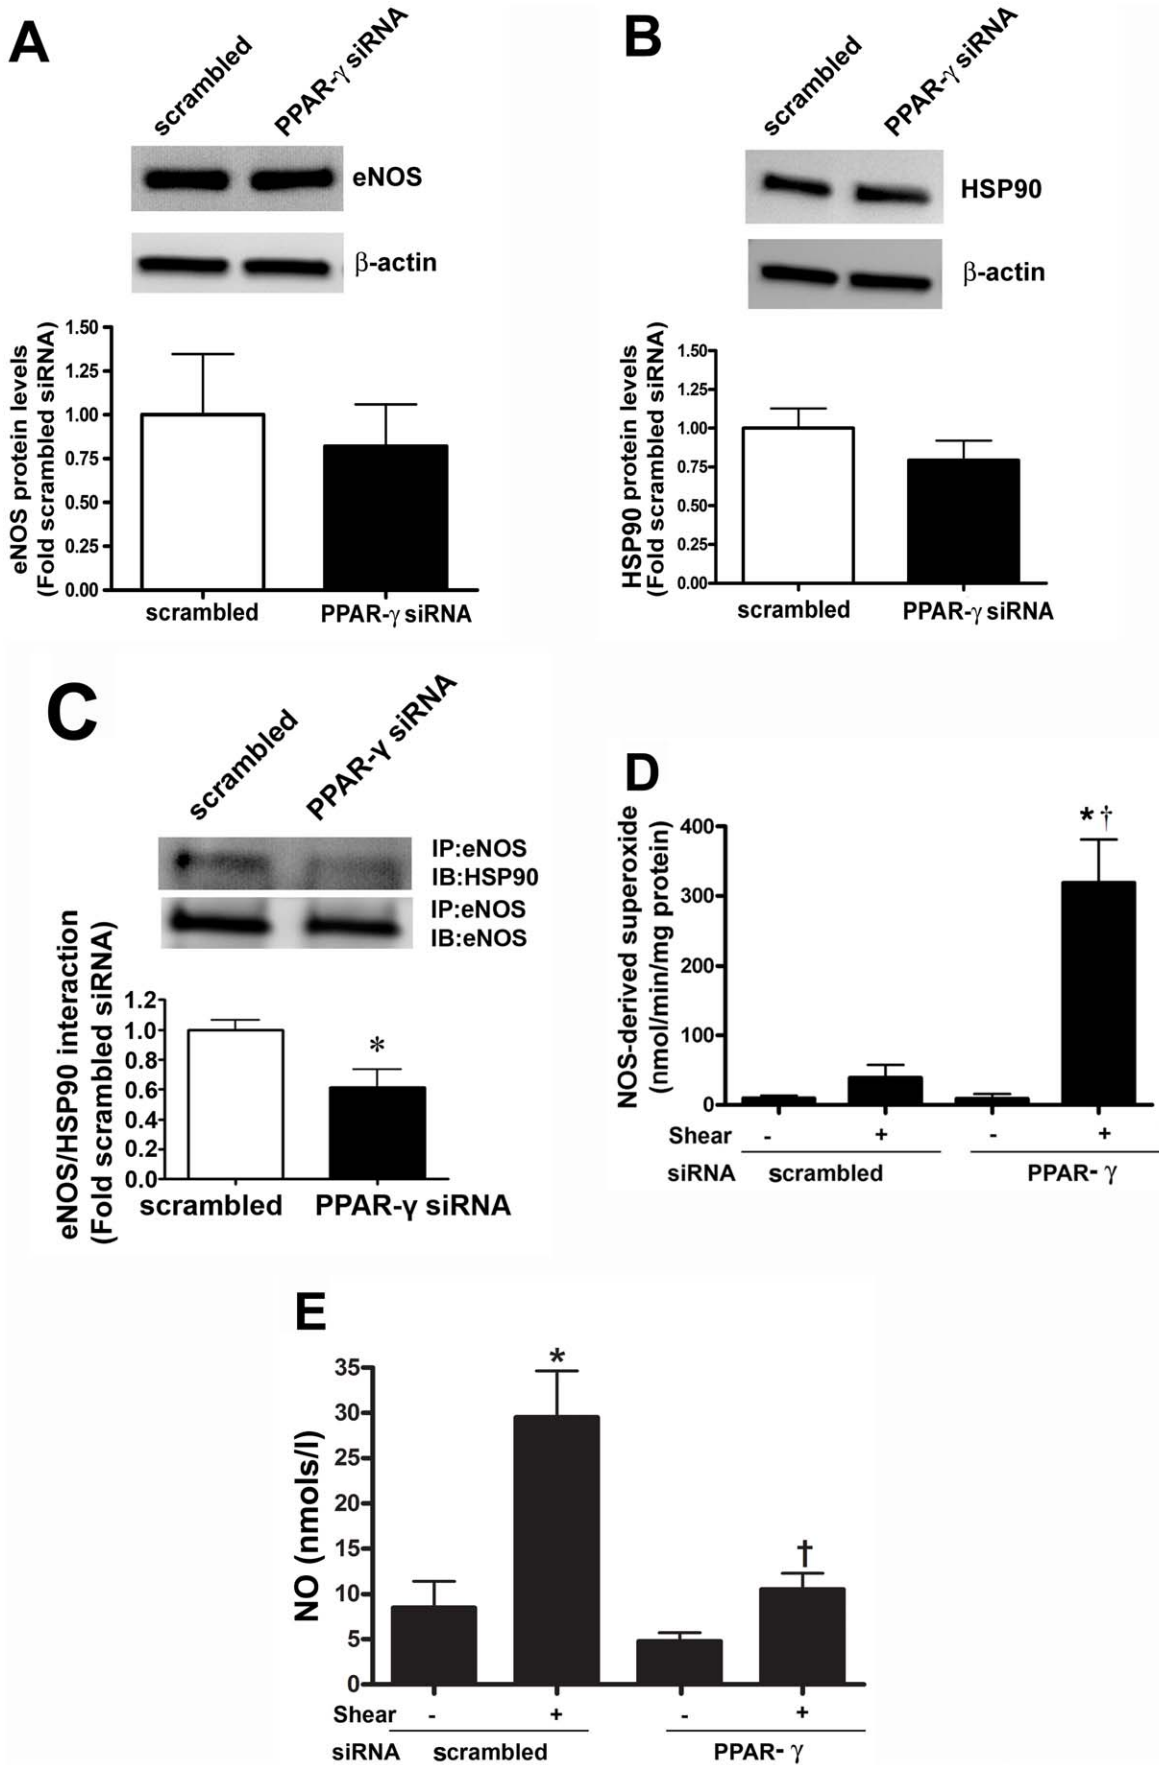 A
scrambled
PPAR-γ siRNA
eNOS
β-actin
eNOS protein levels
(Fold scrambled siRNA)
1.50
1.25
1.00
0.75
0.50
0.25
0.00
scrambled
PPAR-γ siRNA
B
scrambled
PPAR-γ siRNA
HSP90
β-actin
HSP90 protein levels
(Fold scrambled siRNA)
1.50
1.25
1.00
0.75
0.50
0.25
0.00
scrambled
PPAR-γ siRNA
C
scrambled
PPAR-γ siRNA
IP:eNOS
IB:HSP90
IP:eNOS
IB:eNOS
eNOS/HSP90 interaction
(Fold scrambled siRNA)
1.2
1.0
0.8
0.6
0.4
0.2
0.0
*
scrambled
PPAR-γ siRNA
D
NOS-derived superoxide
(nmol/min/mg protein)
400
300
200
100
0
* †
Shear - + - +
siRNA scrambled PPAR- γ
E
NO (nmols/l)
35
30
25
20
15
10
5
0
*
†
Shear - + - +
siRNA scrambled PPAR- γ